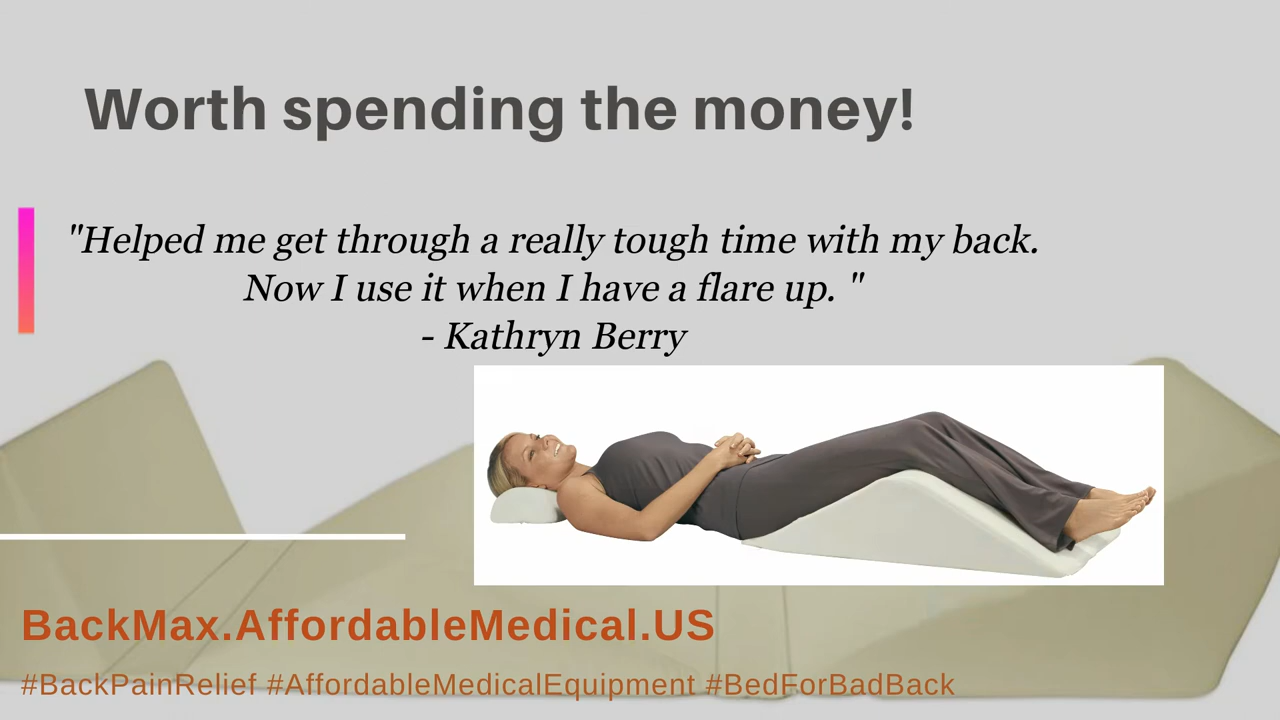 Worth spending the money!
"Helped me get through a really tough time with my back.
Now I use it when I have a flare up. "
- Kathryn Berry
BackMax.AffordableMedical.US
#BackPainRelief #AffordableMedicalEquipment #BedForBadBack